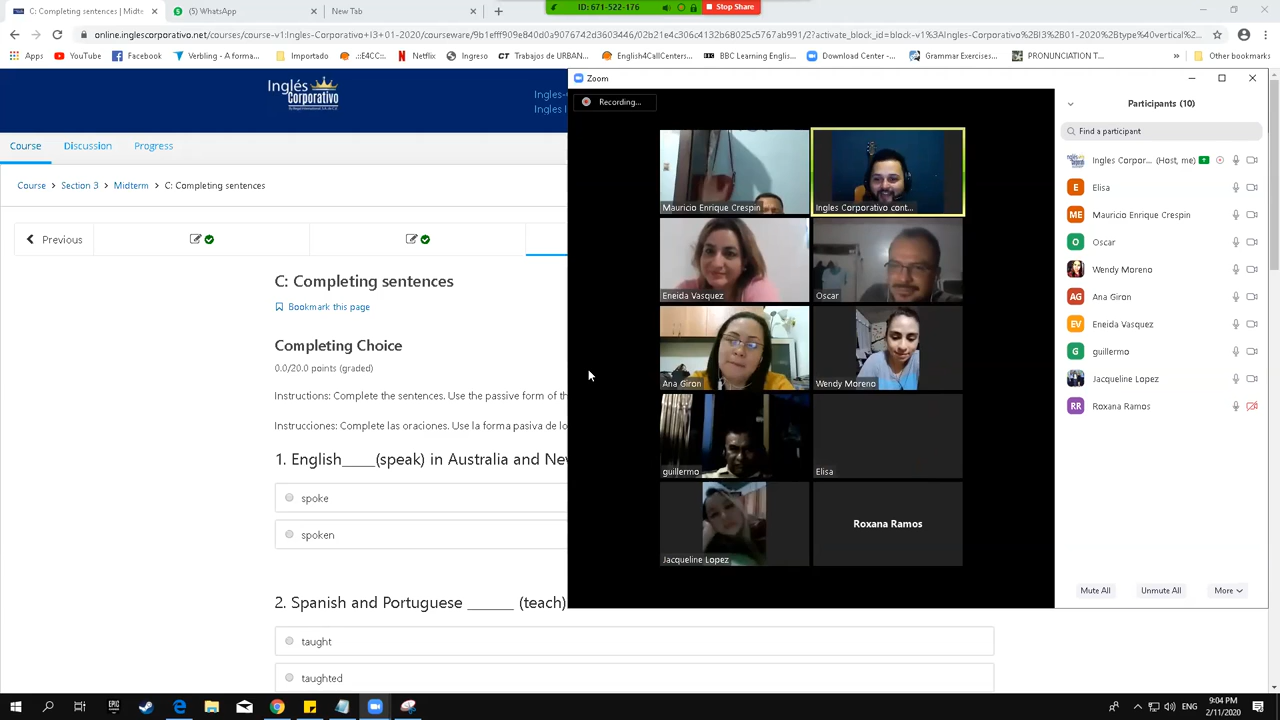 C: Completing sentences | Midte
(5) WhatsApp
New Tab
ID: 671-522-176
Stop Share
online.inglescorporativo.net/courses/course-v1:Ingles-Corporativo+I3+01-2020/courseware/9b1efff909e840d0a9076742d3603446/02b21e4c306c4132b68025c5767ab991/2?activate_block_id=block-v1%3AIngles-Corporativo%2BI3%2B01-2020%2Btype%40vertical%2...
Apps
YouTube
Facebook
Verbling – A forma...
Importado
::E4CC::
Netflix
Ingreso
Trabajos de URBAN...
English4CallCenters...
BBC Learning Englis...
Download Center -...
Grammar Exercises...
PRONUNCIATION T...
Other bookmarks
Inglés
Corporativo
Ingles-
Ingles I
Course
Discussion
Progress
Course
Section 3
Midterm
C: Completing sentences
Previous
C: Completing sentences
Bookmark this page
Completing Choice
0.0/20.0 points (graded)
Instructions: Complete the sentences. Use the passive form of th
Instrucciones: Complete las oraciones. Use la forma pasiva de lo
1. English____(speak) in Australia and Nev
spoke
spoken
2. Spanish and Portuguese ______ (teach)
taught
taughted
Zoom
Recording...
Mauricio Enrique Crespin
Ingles Corporativo cont...
Eneida Vasquez
Oscar
Ana Giron
Wendy Moreno
guillermo
Elisa
Jacqueline Lopez
Roxana Ramos
Participants (10)
Find a participant
Ingles Corpor... (Host, me)
E Elisa
ME Mauricio Enrique Crespin
O Oscar
Wendy Moreno
AG Ana Giron
EV Eneida Vasquez
G guillermo
Jacqueline Lopez
RR Roxana Ramos
Mute All
Unmute All
More
ENG
9:04 PM
2/11/2020